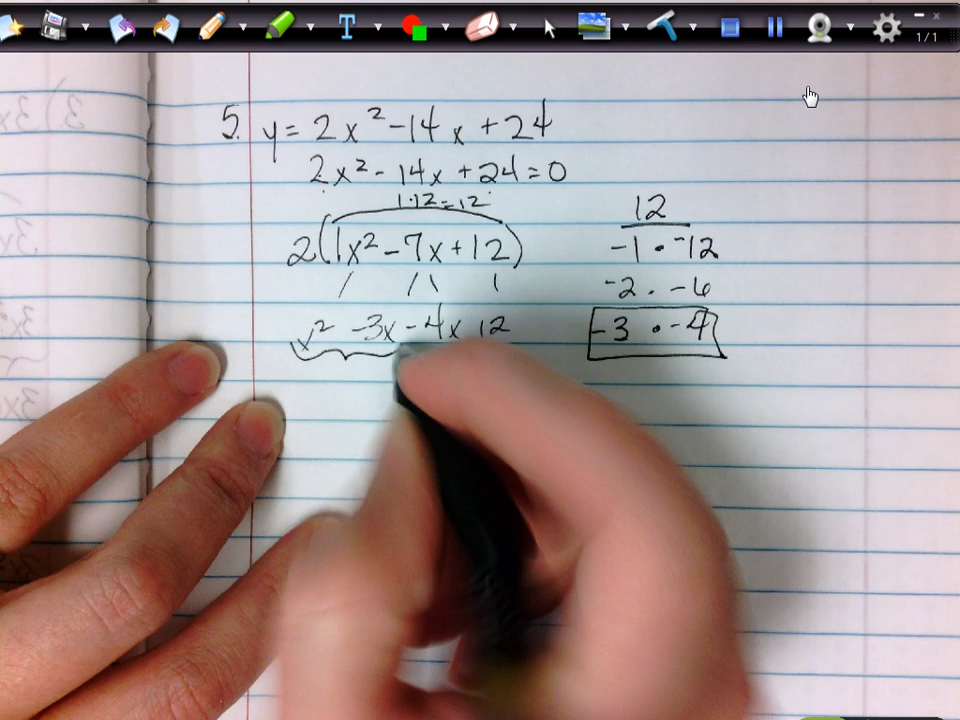 1/1
5. y = 2x² - 14x + 24
2x² - 14x + 24 = 0
1·12 = 12
2(1x² - 7x + 12)
x² - 3x - 4x 12
12
-1 · -12
-2 · -6
-3 · -4